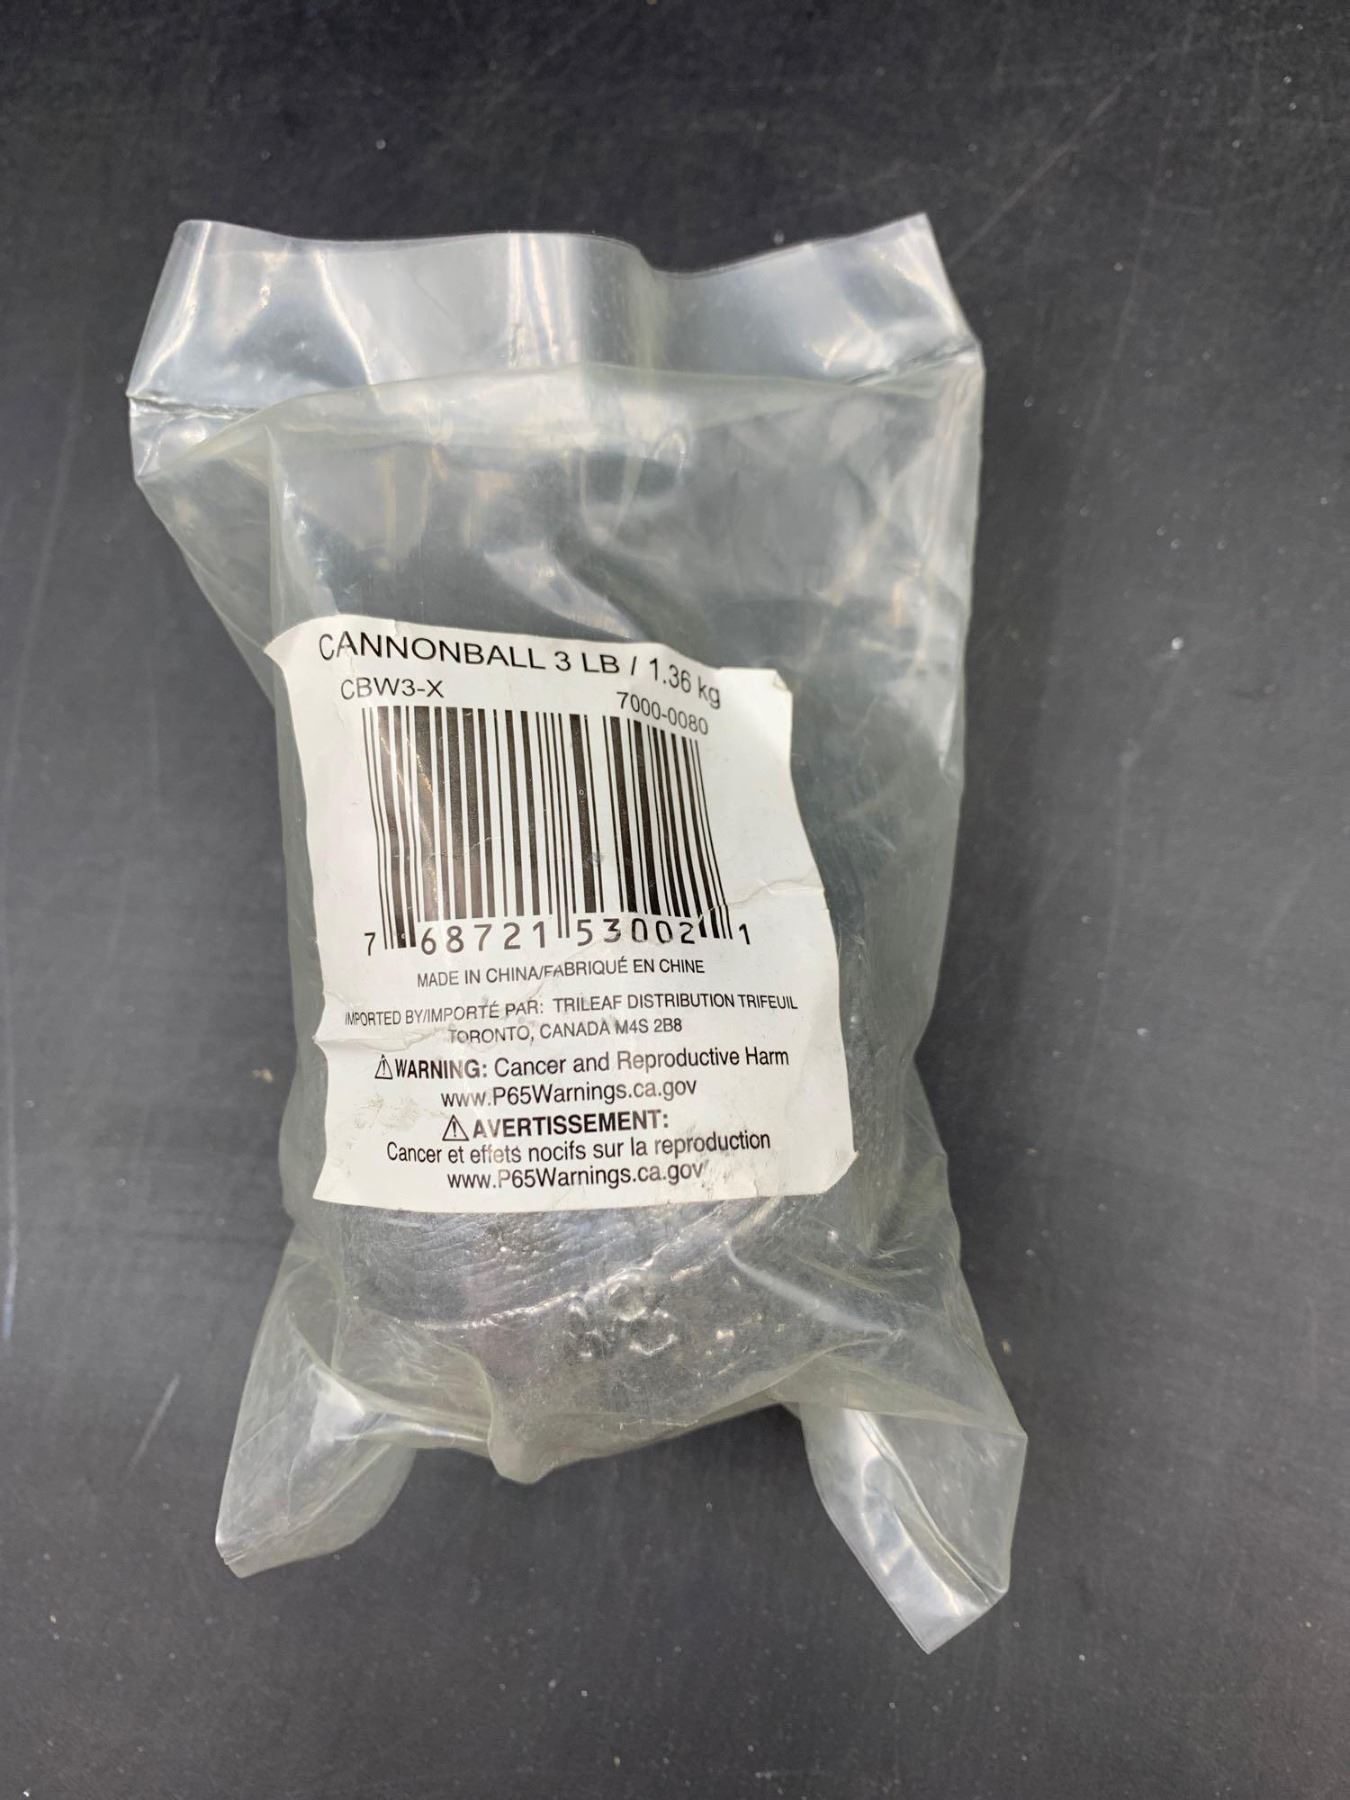 CANNONBALL 3 LB / 1.36 kg
CBW3-X 7000-0080
7 68721 53002 1
MADE IN CHINA/FABRIQUÉ EN CHINE
IMPORTED BY/IMPORTÉ PAR: TRILEAF DISTRIBUTION TRIFEUIL
TORONTO, CANADA M4S 2B8
⚠WARNING: Cancer and Reproductive Harm
www.P65Warnings.ca.gov
⚠AVERTISSEMENT:
Cancer et effets nocifs sur la reproduction
www.P65Warnings.ca.gov